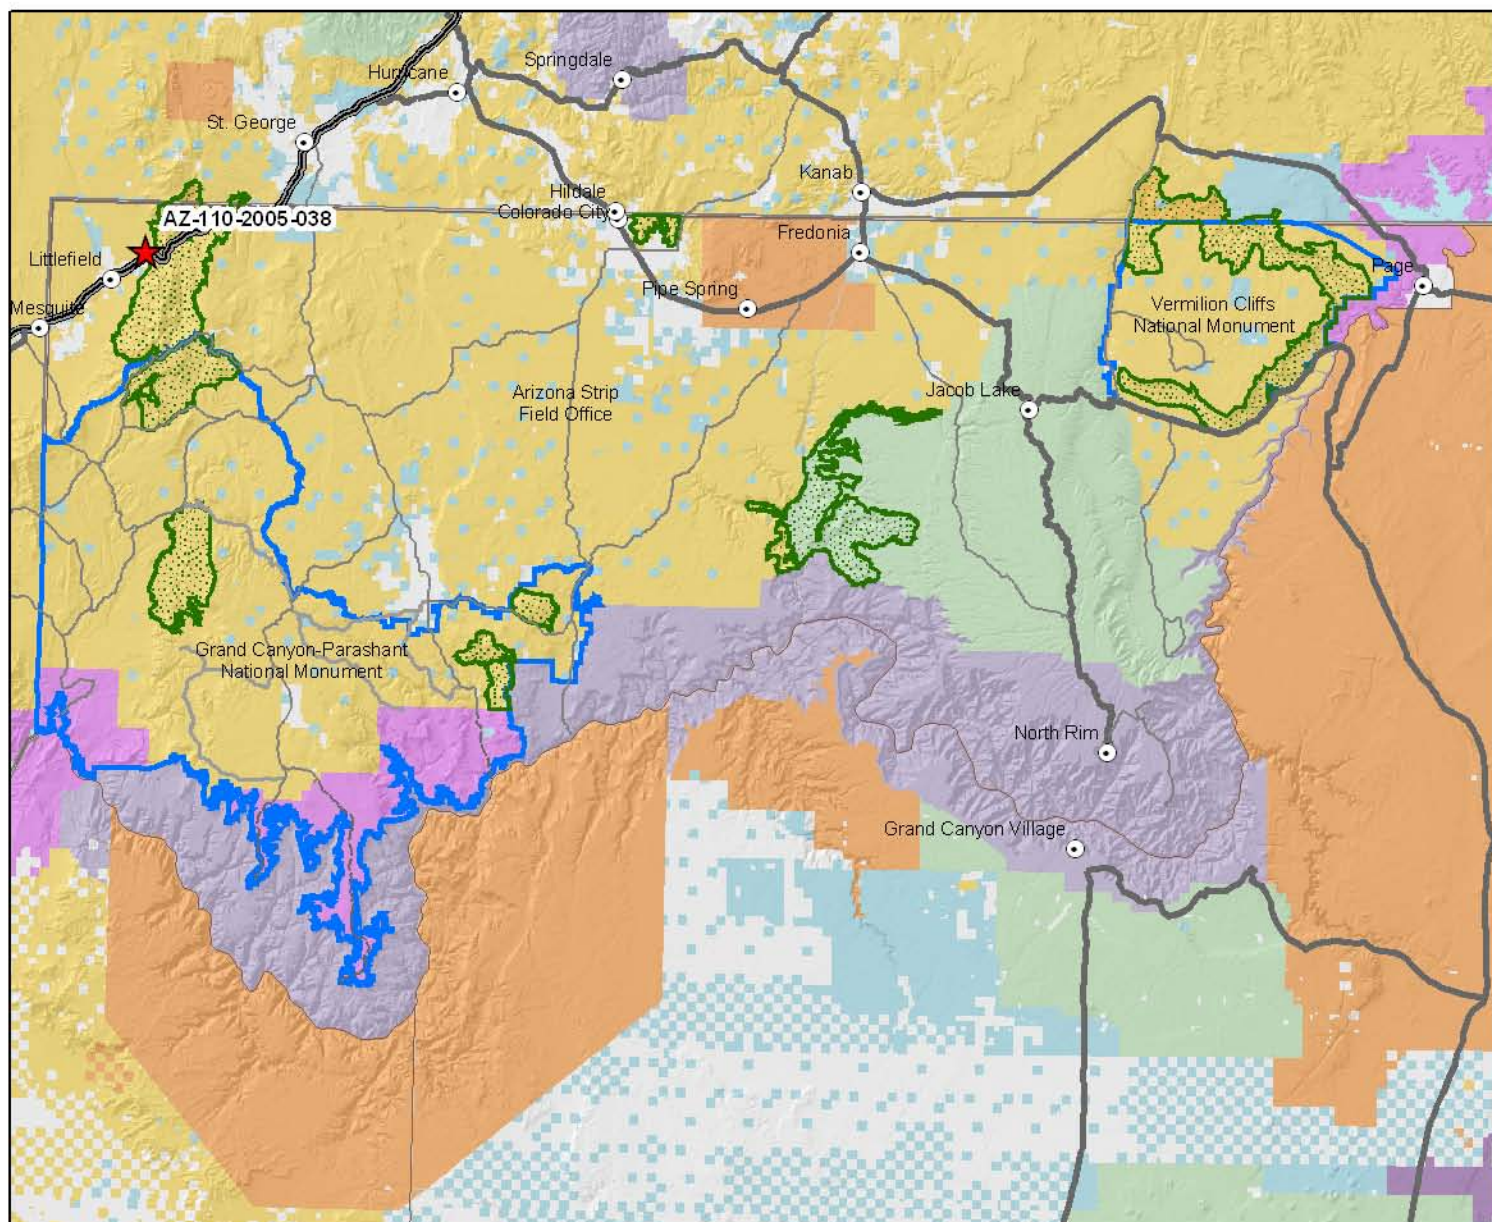 Springdale
Hurricane
St. George
Kanab
Hildale
Colorado City
AZ-110-2005-038
Fredonia
Littlefield
Page
Pipe Spring
Mesquite
Vermilion Cliffs
National Monument
Arizona Strip
Field Office
Jacob Lake
Grand Canyon-Parashant
National Monument
North Rim
Grand Canyon Village